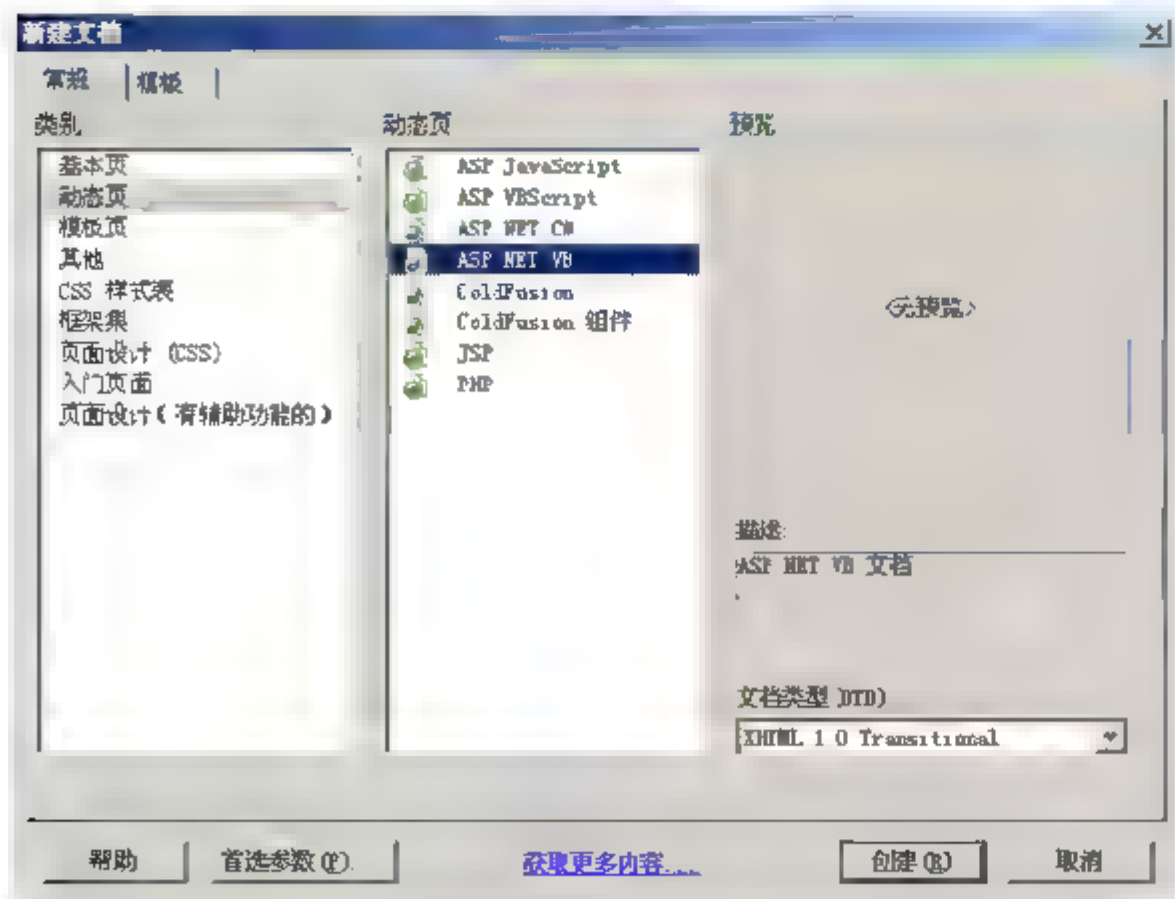 新建文档
常规 模板
类别
基本页
动态页
模板页
其他
CSS 样式表
框架集
页面设计 (CSS)
入门页面
页面设计(有辅助功能的)
动态页
ASP JavaScript
ASP VBScript
ASP NET C#
ASP NET VB
ColdFusion
ColdFusion 组件
JSP
PHP
预览
<无预览>
描述:
ASP NET VB 文档
文档类型 DTD)
XHTML 1 0 Transitional
帮助 首选参数(P). 获取更多内容... 创建(R) 取消